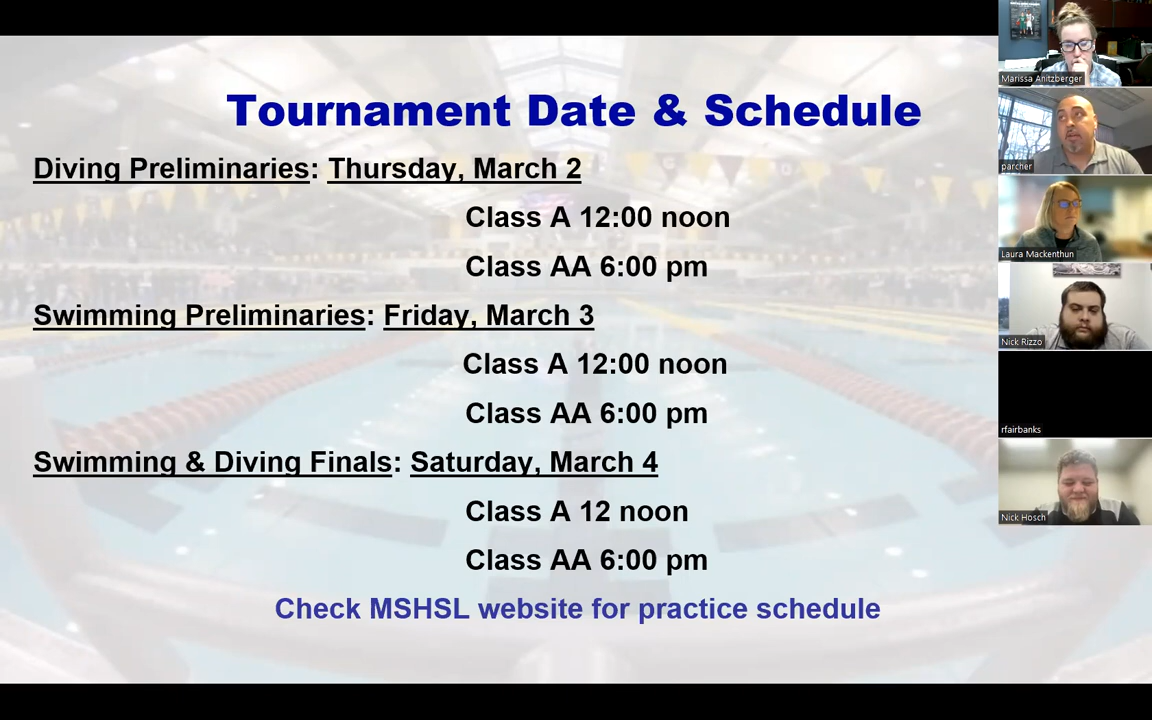 Tournament Date & Schedule
Diving Preliminaries: Thursday, March 2
Class A 12:00 noon
Class AA 6:00 pm
Swimming Preliminaries: Friday, March 3
Class A 12:00 noon
Class AA 6:00 pm
Swimming & Diving Finals: Saturday, March 4
Class A 12 noon
Class AA 6:00 pm
Check MSHSL website for practice schedule
Marissa Anitzberger
parcher
Laura Mackenthun
Nick Rizzo
rfairbanks
Nick Hosch